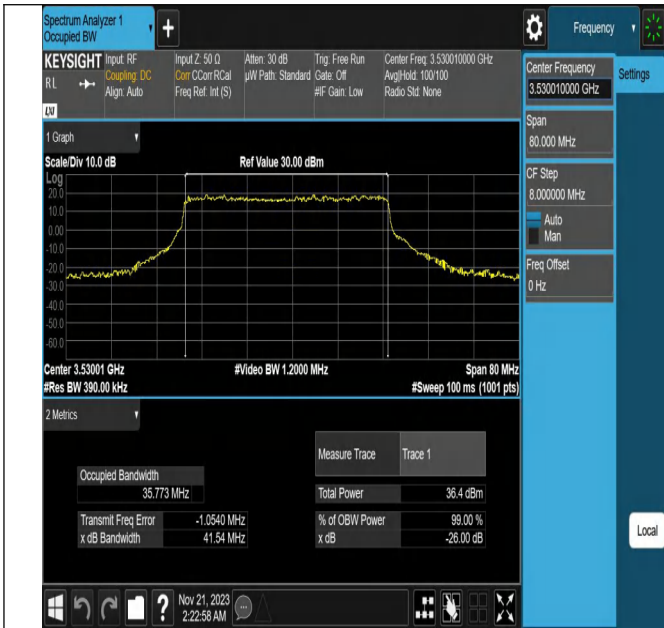 Spectrum Analyzer 1
Occupied BW
+
Frequency
KEYSIGHT
RL
LXI
Input: RF
Coupling: DC
Align: Auto
Input Z: 50 Ω
Corr CCorr RCal
Freq Ref: Int (S)
Atten: 30 dB
µW Path: Standard
Trig: Free Run
Gate: Off
#IF Gain: Low
Center Freq: 3.530010000 GHz
Avg|Hold: 100/100
Radio Std: None
Center Frequency
3.530010000 GHz
Settings
Span
80.000 MHz
CF Step
8.000000 MHz
Auto
Man
Freq Offset
0 Hz
Local
1 Graph
Scale/Div 10.0 dB
Ref Value 30.00 dBm
Log
20.0
10.0
0.00
-10.0
-20.0
-30.0
-40.0
-50.0
-60.0
Center 3.53001 GHz
#Video BW 1.2000 MHz
Span 80 MHz
#Res BW 390.00 kHz
#Sweep 100 ms (1001 pts)
2 Metrics
Measure Trace
Trace 1
Occupied Bandwidth
35.773 MHz
Total Power
36.4 dBm
Transmit Freq Error
-1.0540 MHz
% of OBW Power
99.00 %
x dB Bandwidth
41.54 MHz
x dB
-26.00 dB
?
Nov 21, 2023
2:22:58 AM